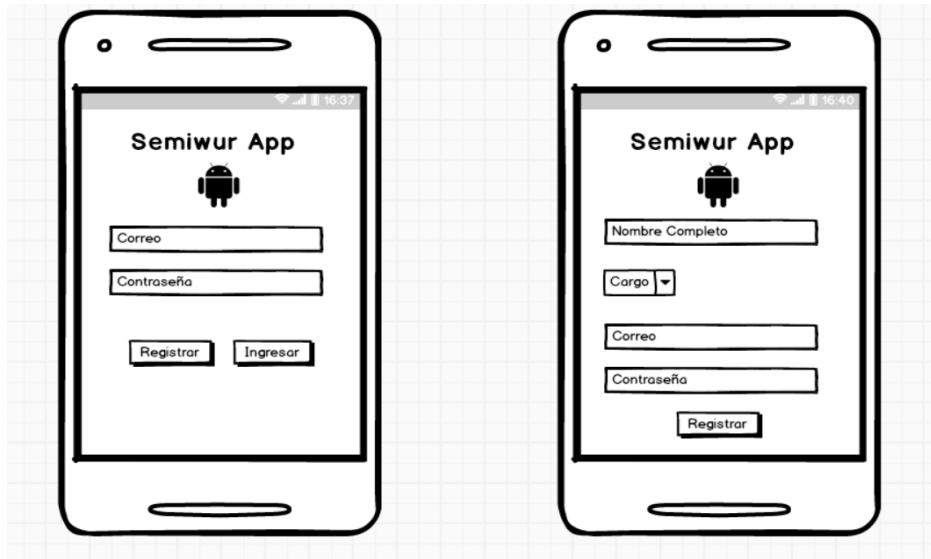 16:37
Semiwur App
Correo
Contraseña
Registrar
Ingresar
16:40
Semiwur App
Nombre Completo
Cargo
Correo
Contraseña
Registrar